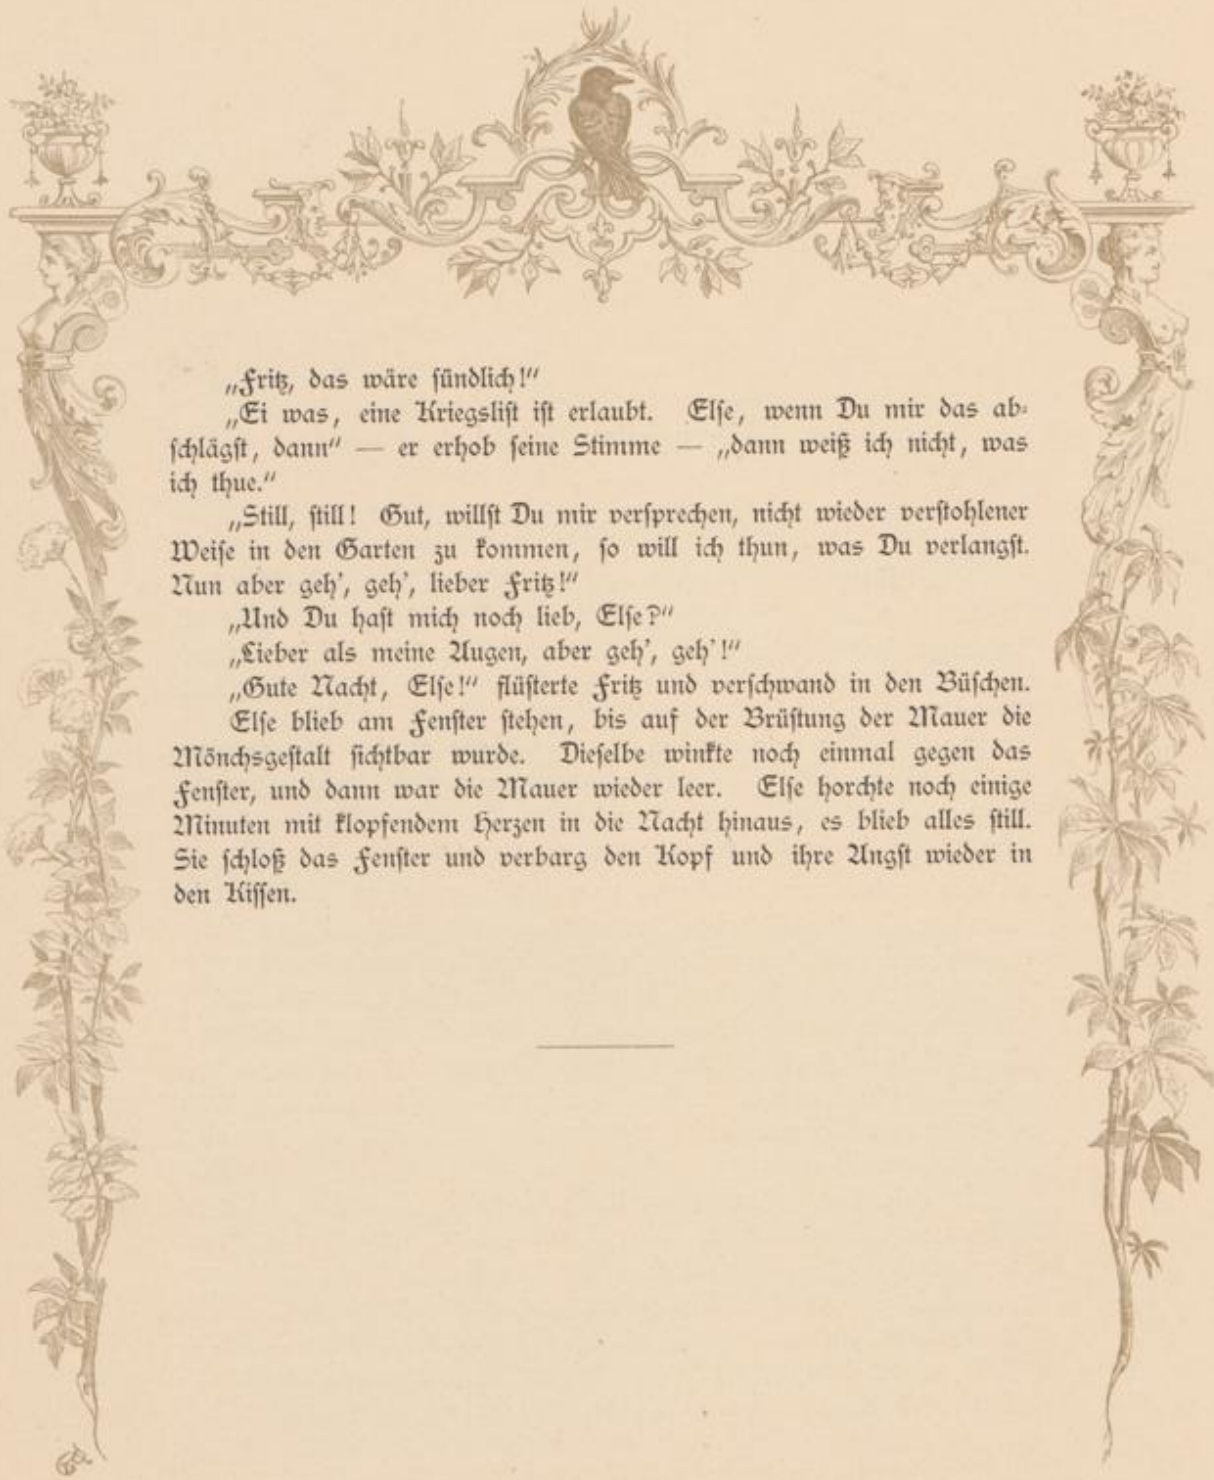 „Fritz, das wäre sündlich!“
„Ei was, eine Kriegslist ist erlaubt. Else, wenn Du mir das ab-
schlägst, dann“ — er erhob seine Stimme — „dann weiß ich nicht, was
ich thue.“
„Still, still! Gut, willst Du mir versprechen, nicht wieder verstohlener
Weise in den Garten zu kommen, so will ich thun, was Du verlangst.
Nun aber geh', geh', lieber Fritz!“
„Und Du hast mich noch lieb, Else?“
„Lieber als meine Augen, aber geh', geh'!“
„Gute Nacht, Else!“ flüsterte Fritz und verschwand in den Büschen.
Else blieb am Fenster stehen, bis auf der Brüstung der Mauer die
Mönchsgestalt sichtbar wurde. Dieselbe winkte noch einmal gegen das
Fenster, und dann war die Mauer wieder leer. Else horchte noch einige
Minuten mit klopfendem Herzen in die Nacht hinaus, es blieb alles still.
Sie schloß das Fenster und verbarg den Kopf und ihre Angst wieder in
den Kissen.